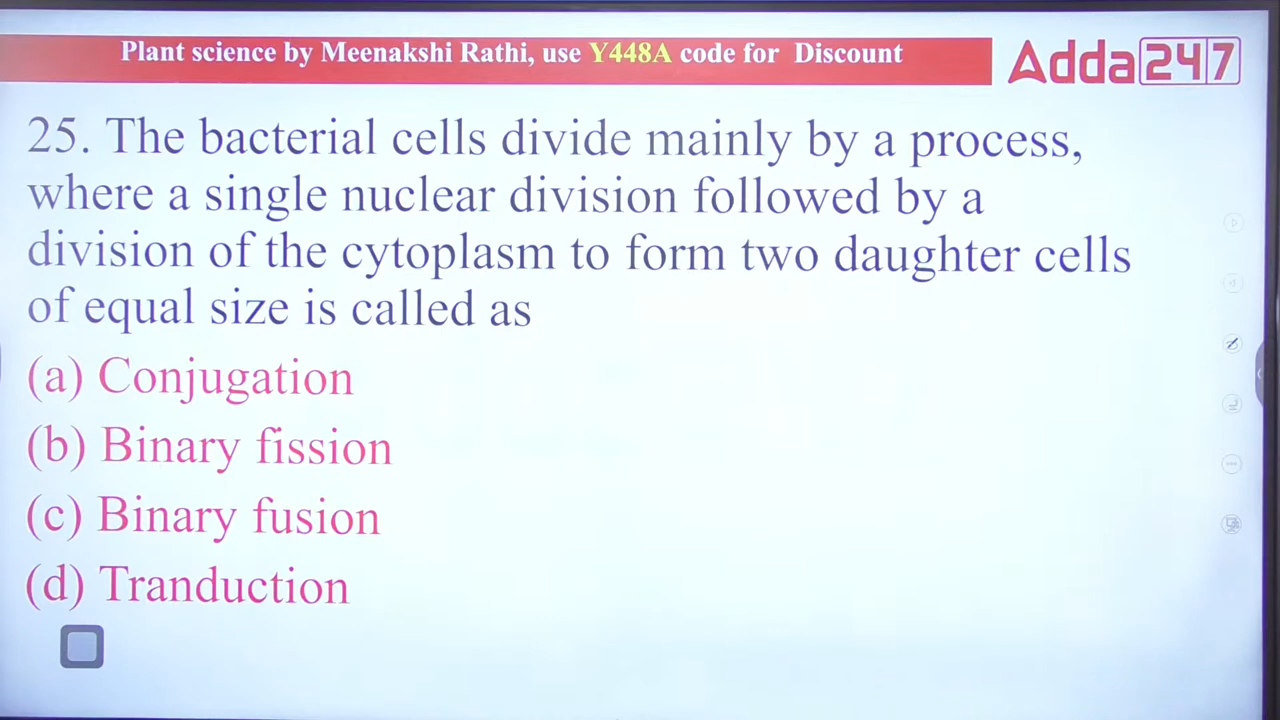 Plant science by Meenakshi Rathi, use Y448A code for Discount
Adda247
25. The bacterial cells divide mainly by a process,
where a single nuclear division followed by a
division of the cytoplasm to form two daughter cells
of equal size is called as
(a) Conjugation
(b) Binary fission
(c) Binary fusion
(d) Tranduction